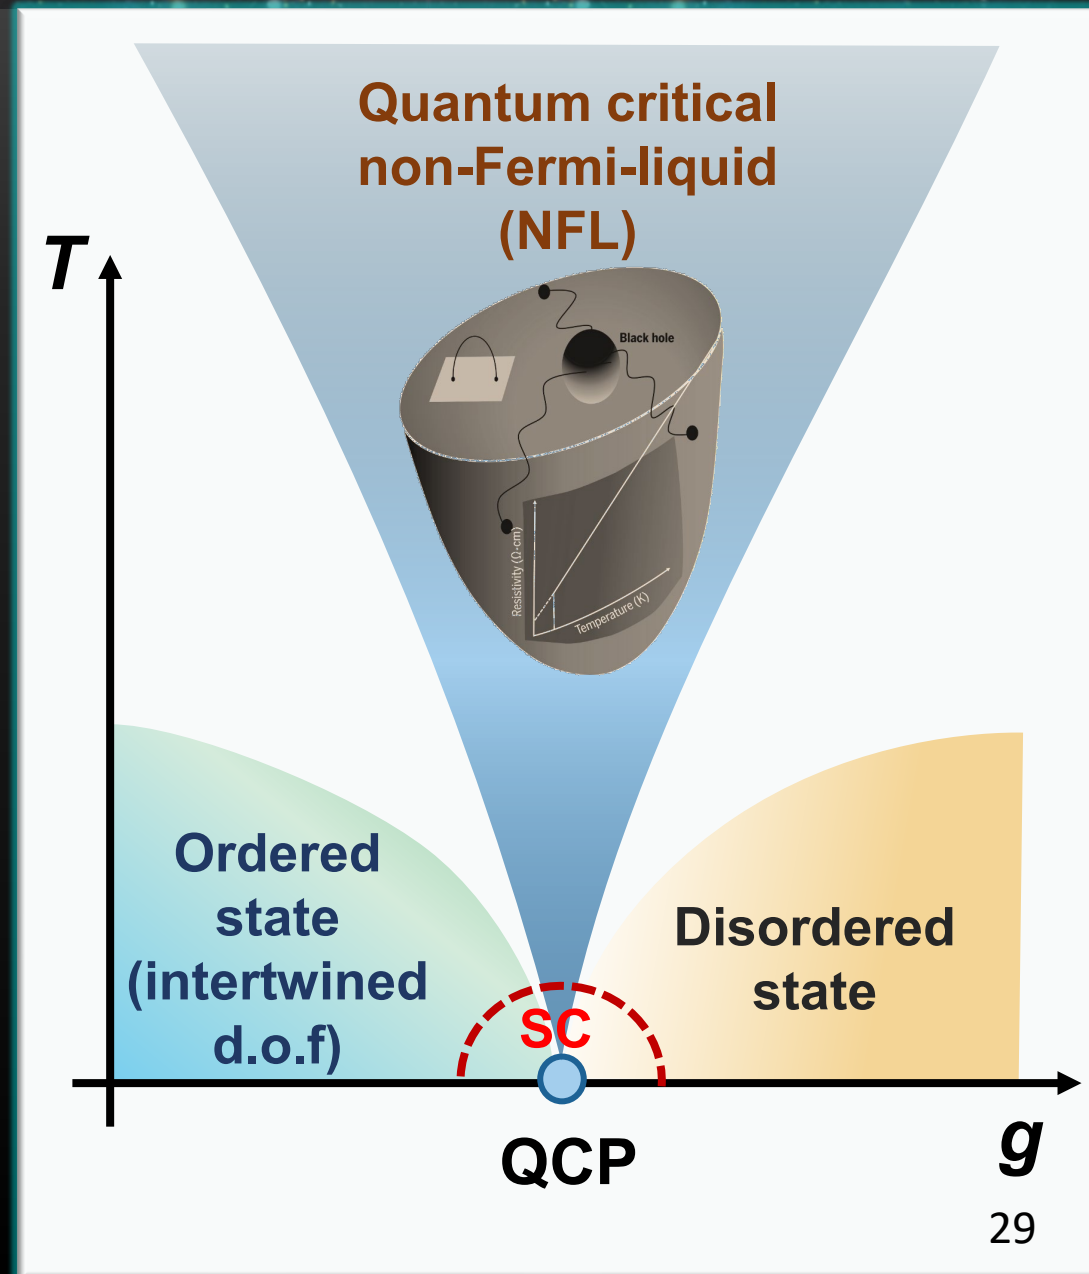 Quantum critical
non-Fermi-liquid
(NFL)
T
Black hole
Resistivity (Ω-cm)
Temperature (K)
Ordered
state
(intertwined
d.o.f)
Disordered
state
SC
QCP
g
29